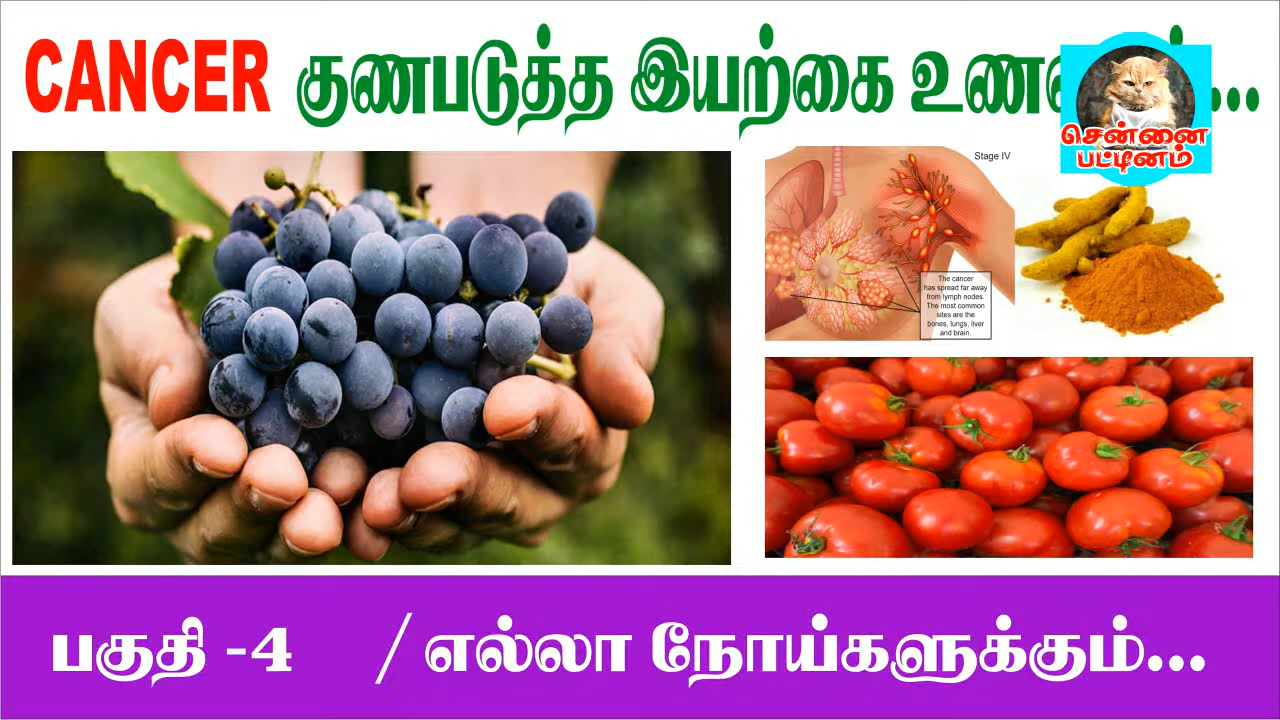 CANCER குணபடுத்த இயற்கை ...
சென்னை
பட்டீனம்
Stage IV
The cancer
has spread far away
from lymph nodes.
The most common
sites are the
bones, lungs, liver
and brain.
பகுதி -4 / எல்லா நோய்களுக்கும்...